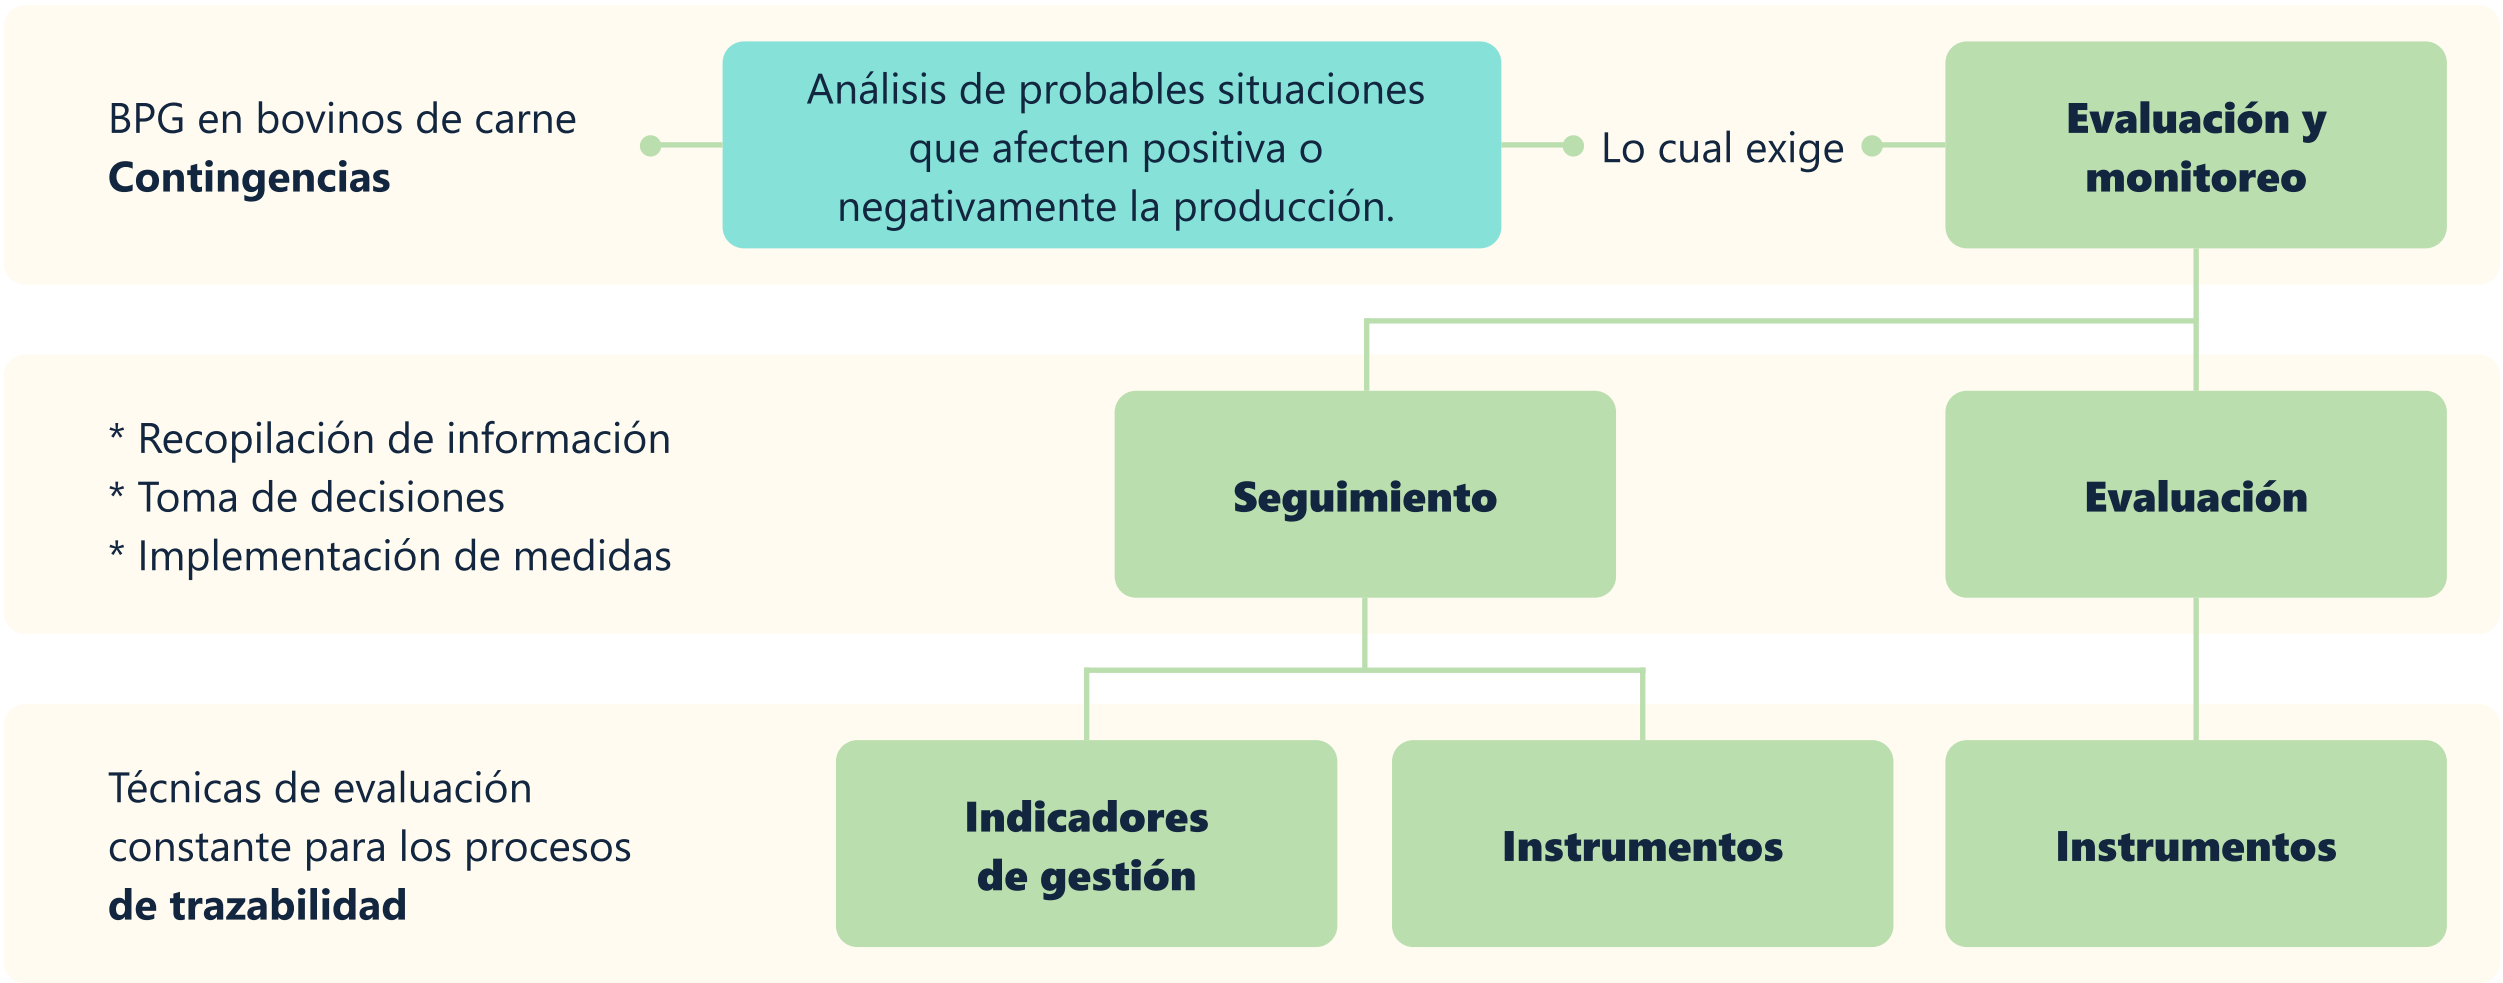 BPG en bovinos de carne
Contingencias
Análisis de probables situaciones
que afecten positiva o
negativamente la producción.
Lo cual exige
Evaluación y
monitoreo
* Recopilación de información
* Toma de decisiones
* Implementación de medidas
Seguimiento
Evaluación
Técnicas de valuación
constante para los procesos
de trazabilidad
Indicadores
de gestión
Intrumentos
Instrumentos